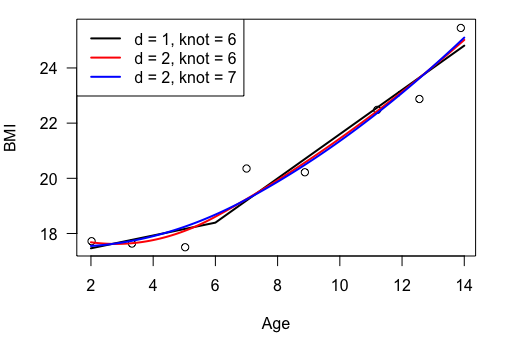 d = 1, knot = 6
d = 2, knot = 6
d = 2, knot = 7
24
22
20
18
BMI
2 4 6 8 10 12 14
Age